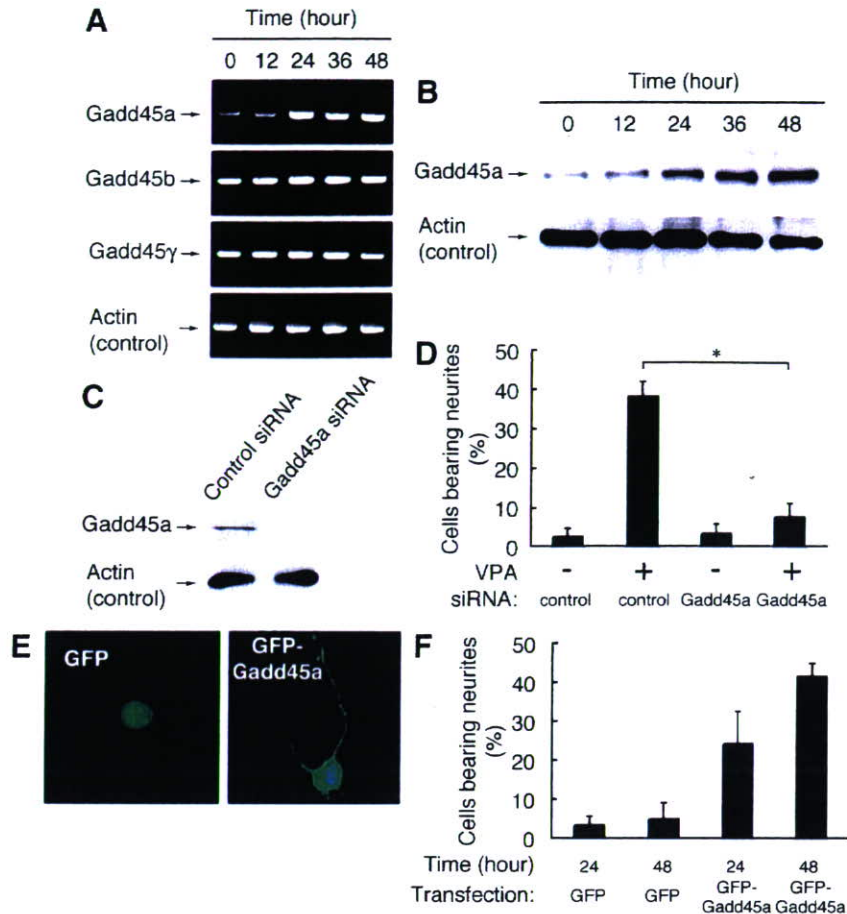 A
Time (hour)
0 12 24 36 48
Gadd45a
Gadd45b
Gadd45γ
Actin
(control)
B
Time (hour)
0 12 24 36 48
Gadd45a
Actin
(control)
C
Control siRNA
Gadd45a siRNA
Gadd45a
Actin
(control)
D
Cells bearing neurites
(%)
50
40
30
20
10
0
*
VPA - + - +
siRNA: control control Gadd45a Gadd45a
E
GFP
GFP-
Gadd45a
F
Cells bearing neurites
(%)
50
40
30
20
10
0
Time (hour) 24 48 24 48
Transfection: GFP GFP GFP-Gadd45a GFP-Gadd45a